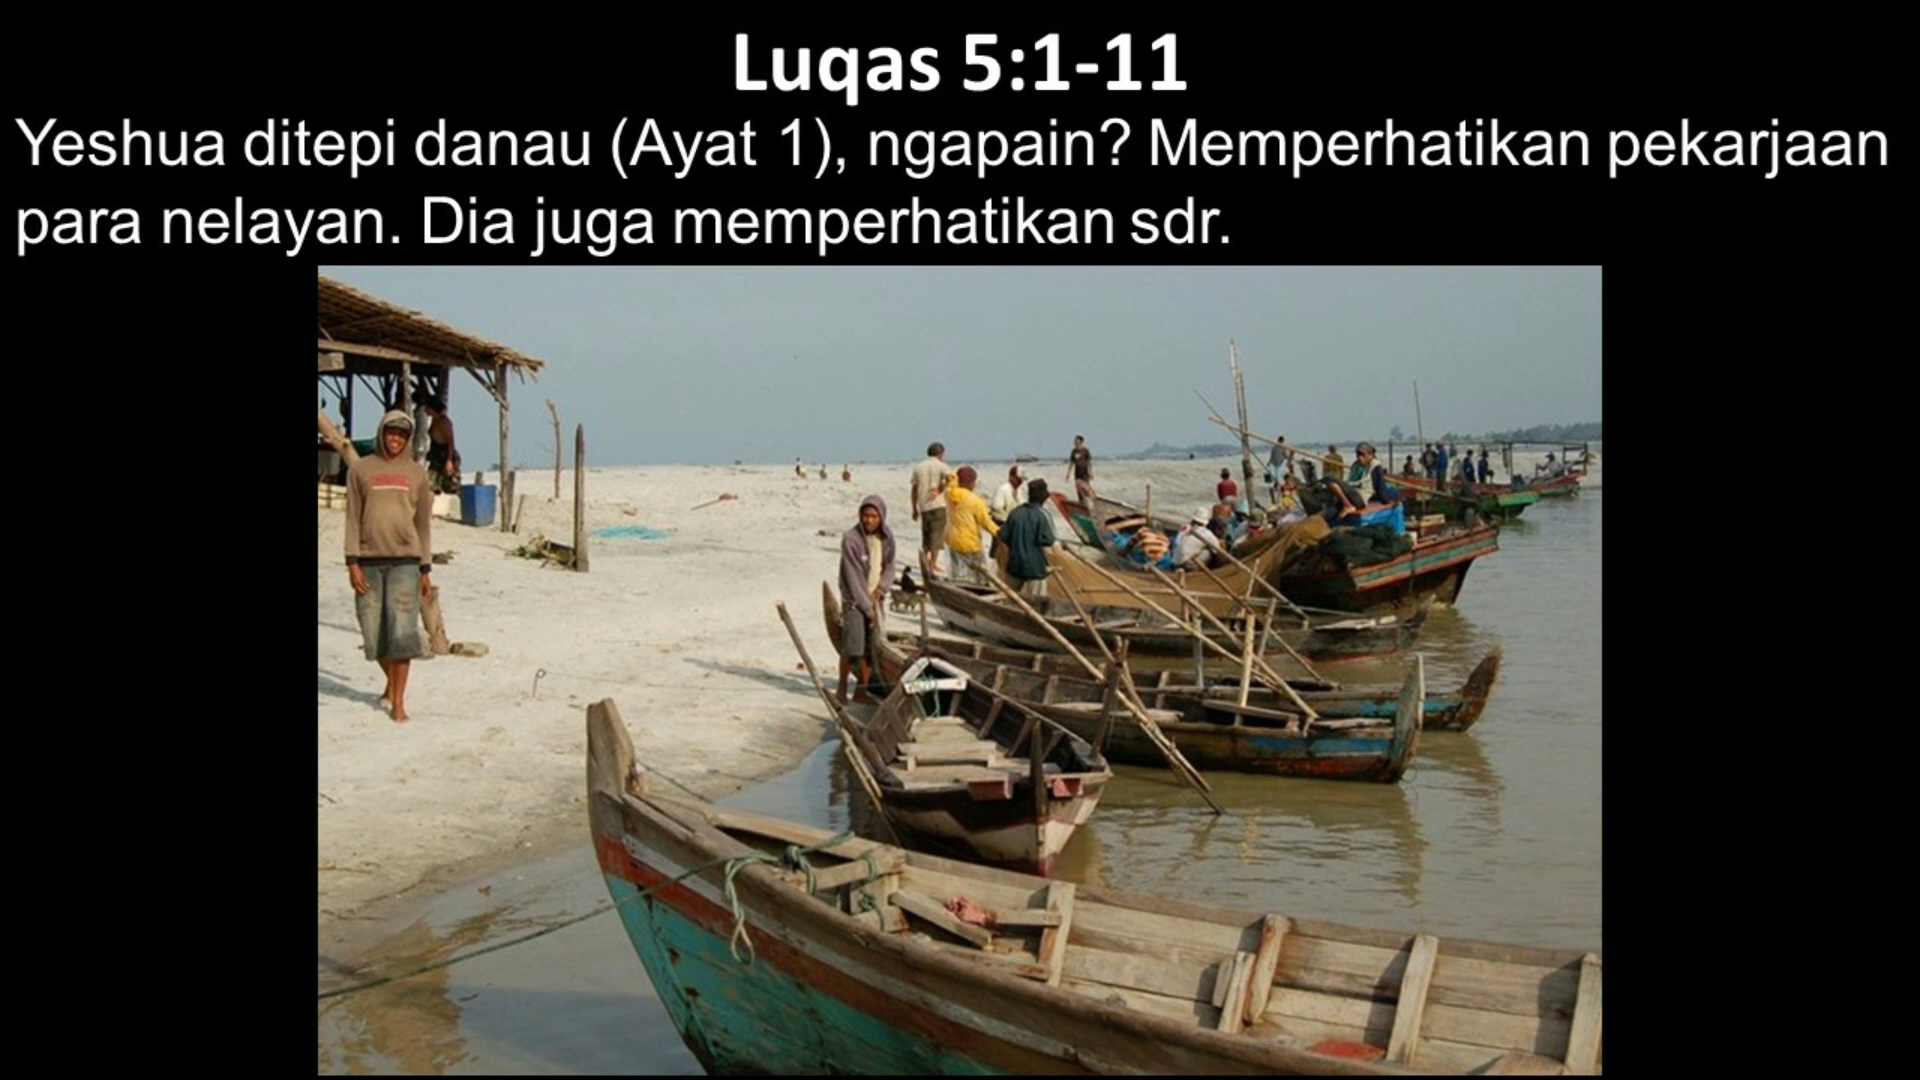 Luqas 5:1-11
Yeshua ditepi danau (Ayat 1), ngapain? Memperhatikan pekarjaan
para nelayan. Dia juga memperhatikan sdr.